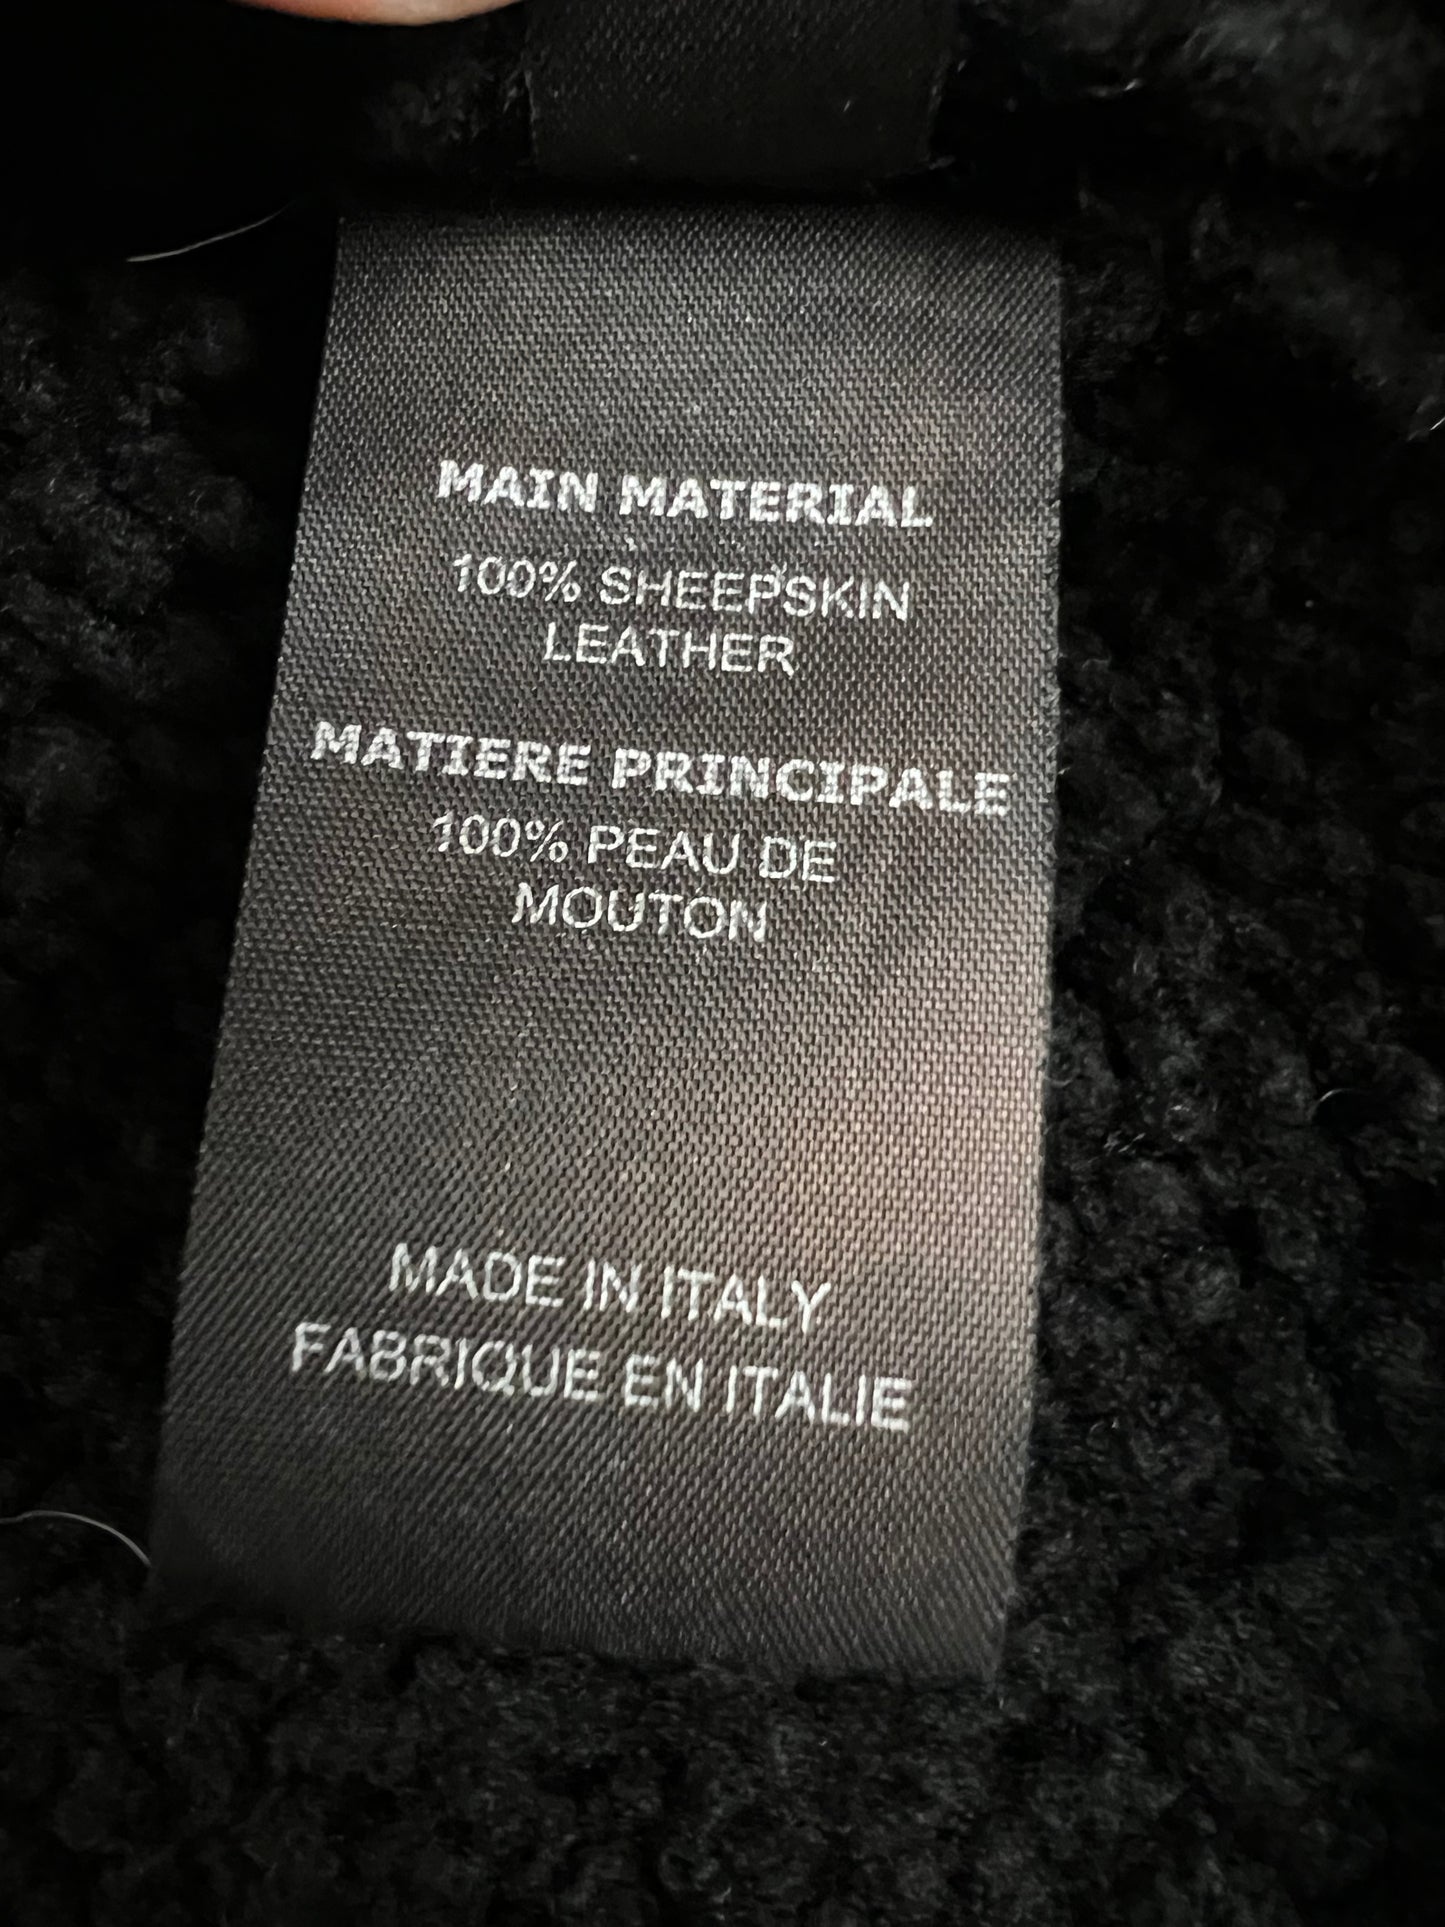 MAIN MATERIAL
100% SHEEPSKIN
LEATHER
MATIERE PRINCIPALE
100% PEAU DE
MOUTON
MADE IN ITALY
FABRIQUE EN ITALIE